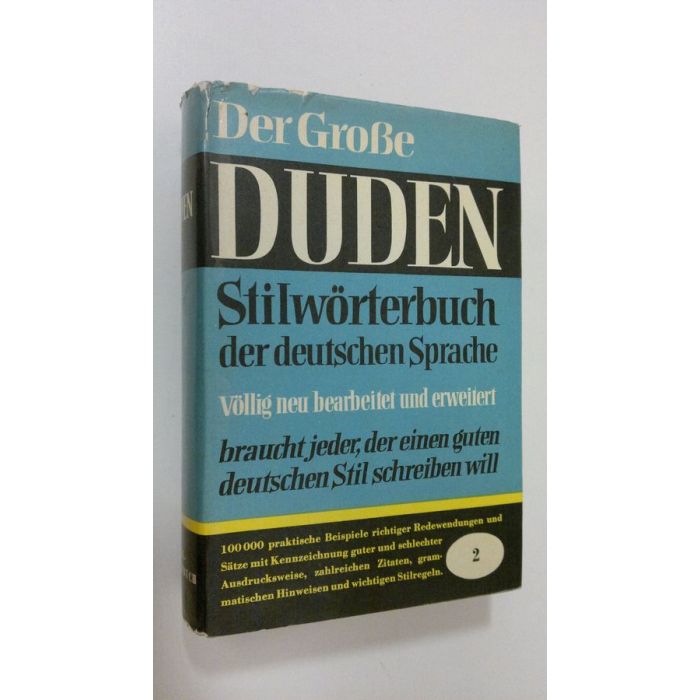 Der Große
DUDEN
Stilwörterbuch
der deutschen Sprache
Völlig neu bearbeitet und erweitert
braucht jeder, der einen guten
deutschen Stil schreiben will
100 000 praktische Beispiele richtiger Redewendungen und
Sätze mit Kennzeichnung guter und schlechter
Ausdrucksweise, zahlreichen Zitaten, gram-
matischen Hinweisen und wichtigen Stilregeln.
2
EN